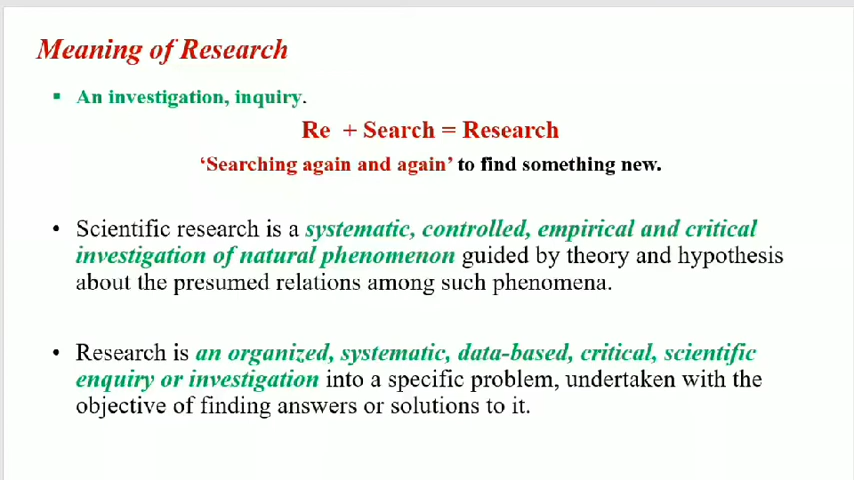 Meaning of Research
▪ An investigation, inquiry.
Re + Search = Research
‘Searching again and again’ to find something new.
• Scientific research is a systematic, controlled, empirical and critical
investigation of natural phenomenon guided by theory and hypothesis
about the presumed relations among such phenomena.
• Research is an organized, systematic, data-based, critical, scientific
enquiry or investigation into a specific problem, undertaken with the
objective of finding answers or solutions to it.